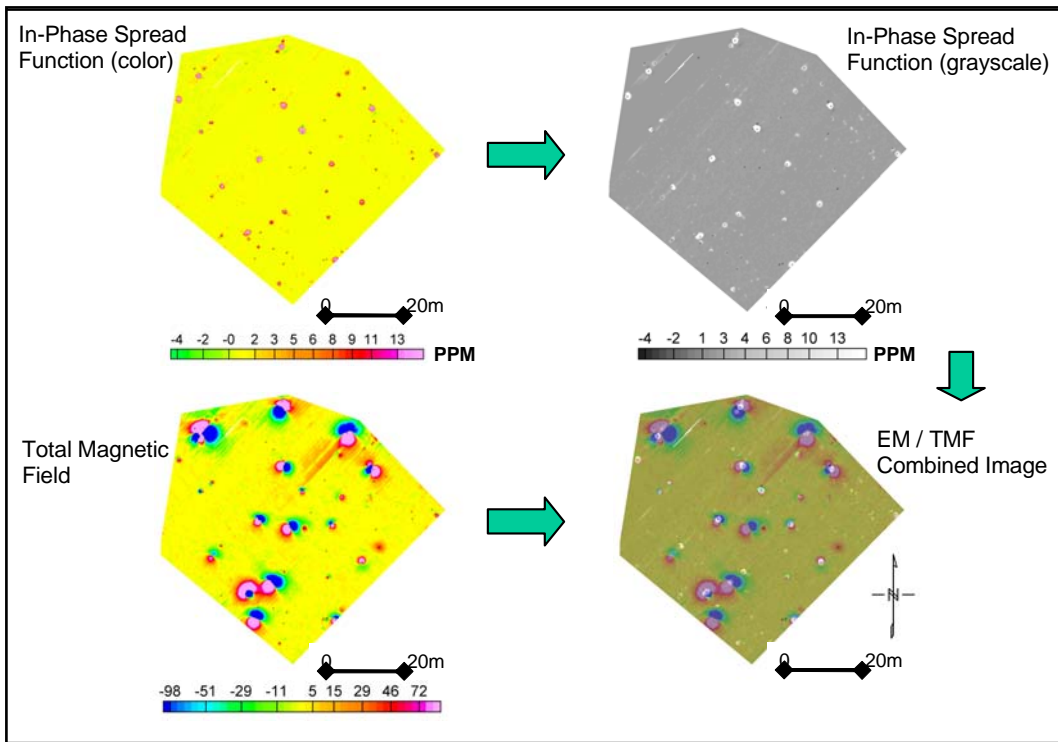 In-Phase Spread
Function (color)
In-Phase Spread
Function (grayscale)
0 20m
0 20m
-4 -2 -0 2 3 5 6 8 9 11 13 PPM
-4 -2 1 3 4 6 8 10 13 PPM
Total Magnetic
Field
EM / TMF
Combined Image
N
0 20m
0 20m
-98 -51 -29 -11 5 15 29 46 72